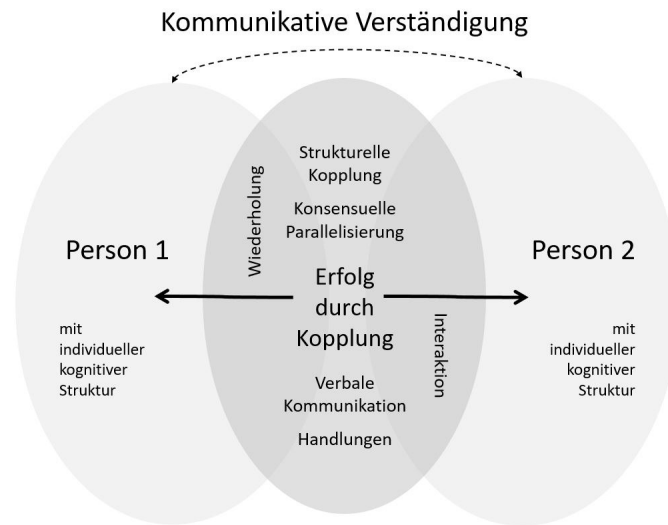 Kommunikative Verständigung
Person 1
mit
individueller
kognitiver
Struktur
Wiederholung
Strukturelle
Kopplung
Konsensuelle
Parallelisierung
Erfolg
durch
Kopplung
Verbale
Kommunikation
Handlungen
Interaktion
Person 2
mit
individueller
kognitiver
Struktur